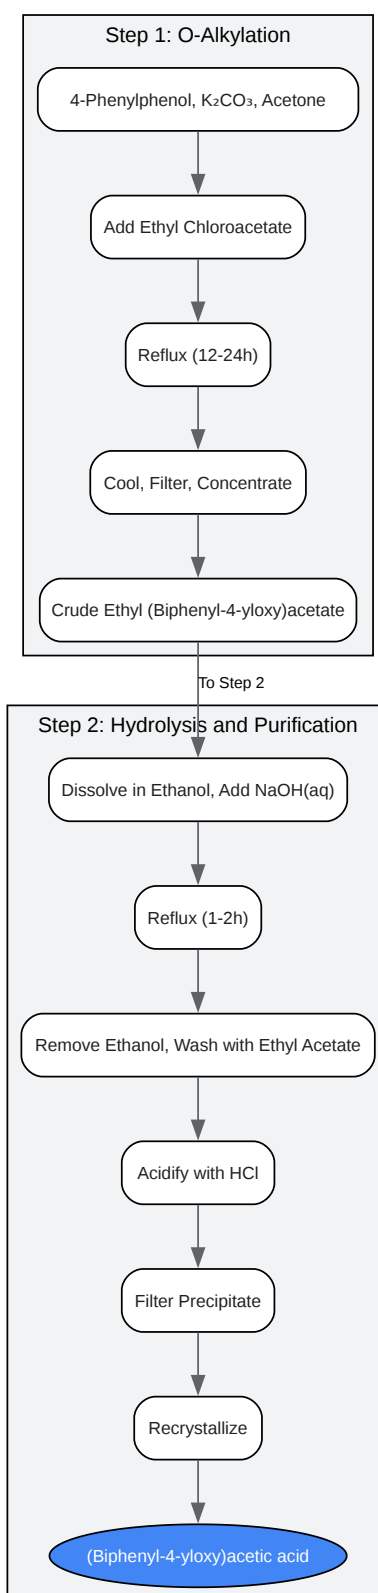 Step 1: O-Alkylation
4-Phenylphenol, K₂CO₃, Acetone
Add Ethyl Chloroacetate
Reflux (12-24h)
Cool, Filter, Concentrate
Crude Ethyl (Biphenyl-4-yloxy)acetate
To Step 2
Step 2: Hydrolysis and Purification
Dissolve in Ethanol, Add NaOH(aq)
Reflux (1-2h)
Remove Ethanol, Wash with Ethyl Acetate
Acidify with HCl
Filter Precipitate
Recrystallize
(Biphenyl-4-yloxy)acetic acid